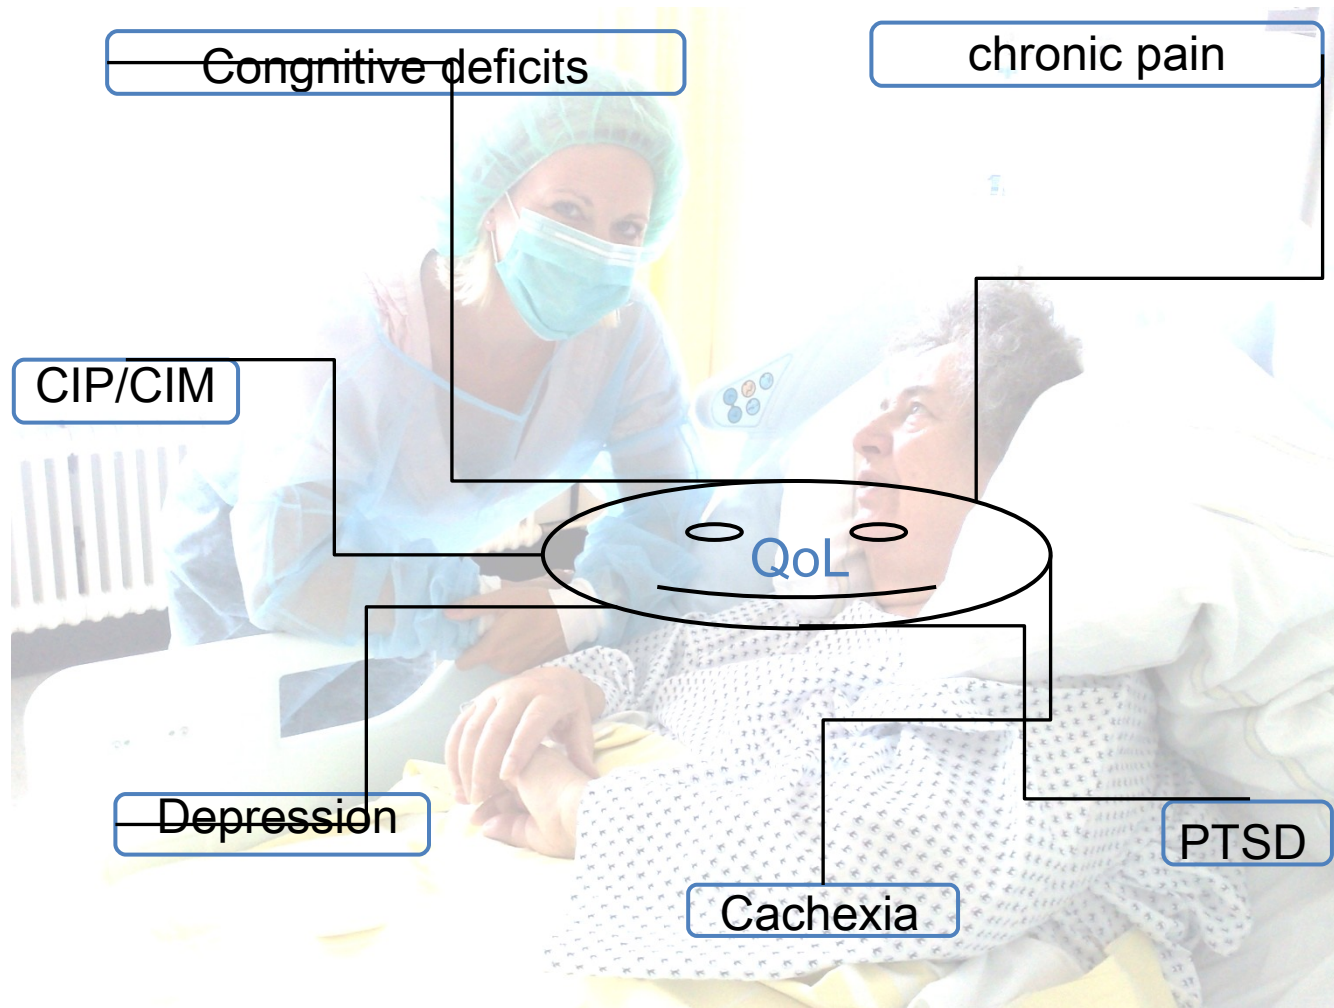 Congnitive deficits
chronic pain
CIP/CIM
QoL
Depression
PTSD
Cachexia